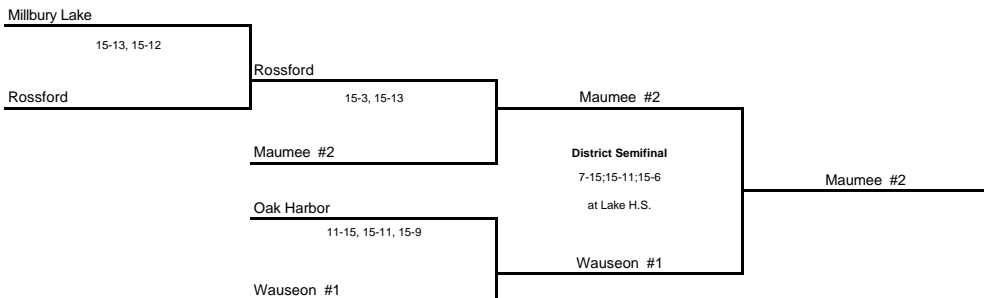 Millbury Lake
15-13, 15-12
Rossford
Rossford
15-3, 15-13
Maumee #2
Maumee #2
District Semifinal
7-15;15-11;15-6
at Lake H.S.
Maumee #2
Oak Harbor
11-15, 15-11, 15-9
Wauseon #1
Wauseon #1